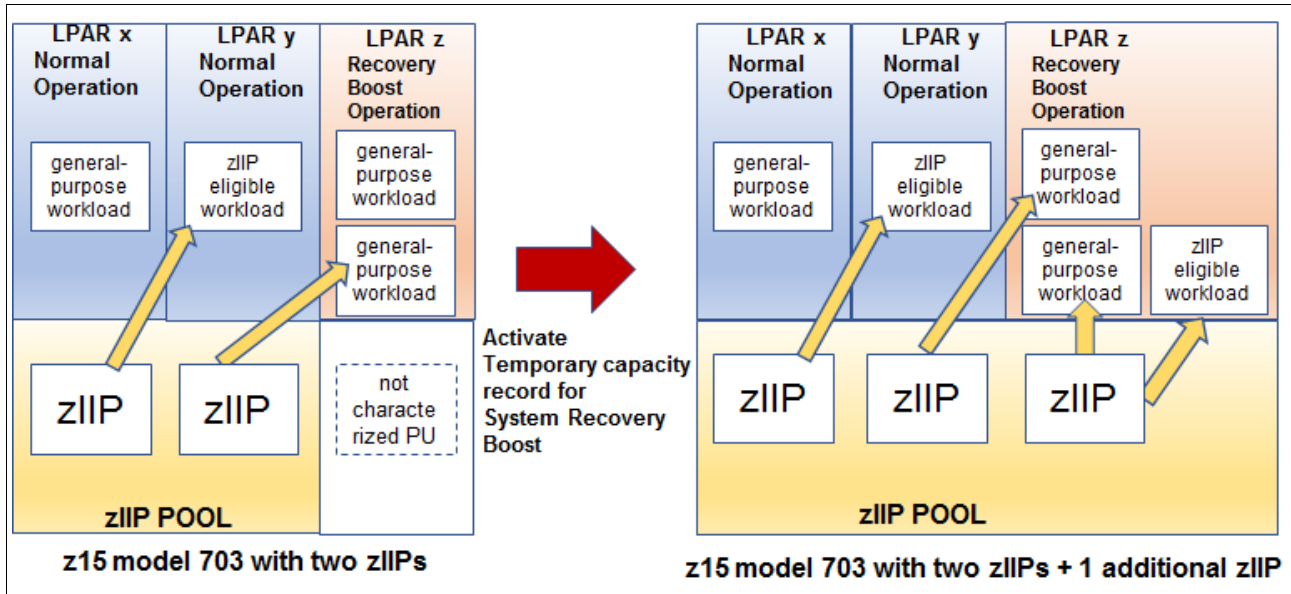 LPAR x
Normal
Operation
LPAR y
Normal
Operation
LPAR z
Recovery
Boost
Operation
general-
purpose
workload
zIIP
eligible
workload
general-
purpose
workload
general-
purpose
workload
zIIP
zIIP
not
characte
rized PU
zIIP POOL
z15 model 703 with two zIIPs
Activate
Temporary capacity
record for
System Recovery
Boost
LPAR x
Normal
Operation
LPAR y
Normal
Operation
LPAR z
Recovery
Boost
Operation
general-
purpose
workload
zIIP
eligible
workload
general-
purpose
workload
general-
purpose
workload
zIIP
eligible
workload
zIIP
zIIP
zIIP
zIIP POOL
z15 model 703 with two zIIPs + 1 additional zIIP